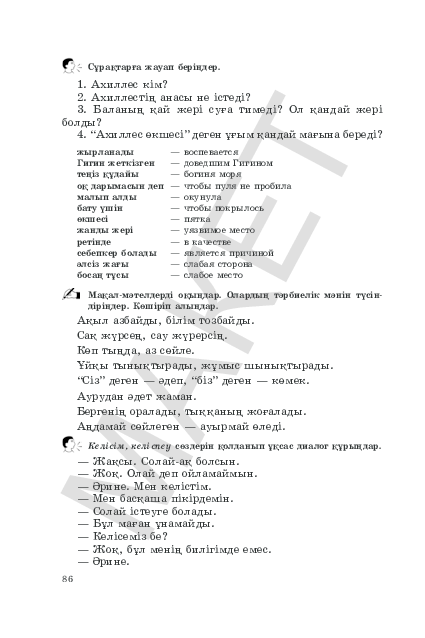 Сұрақтарға жауап беріңдер.
1. Ахиллес кім?
2. Ахиллестің анасы не істеді?
3. Баланың қай жері суға тимеді? Ол қандай жері
болды?
4. “Ахиллес өкшесі” деген ұғым қандай мағына береді?
жырланады — воспевается
Гигин жеткізген — доведшим Гигином
теңіз құдайы — богиня моря
оқ дарымасын деп — чтобы пуля не пробила
малып алды — окунула
бату үшін — чтобы покрылось
өкшесі — пятка
жанды жері — уязвимое место
ретінде — в качестве
себепкер болады — является причиной
әлсіз жағы — слабая сторона
босаң тұсы — слабое место
Мақал-мәтелдерді оқыңдар. Олардың тәрбиелік мәнін түсін-
діріңдер. Көшіріп алыңдар.
Ақыл азбайды, білім тозбайды.
Сақ жүрсең, сау жүрерсің.
Көп тыңда, аз сөйле.
Ұйқы тынықтырады, жұмыс шынықтырады.
“Сіз” деген — әдеп, “біз” деген — көмек.
Аурудан әдет жаман.
Бергенің оралады, тыққаның жоғалады.
Аңдамай сөйлеген — ауырмай өледі.
Келісім, келіспеу сөздерін қолданып ұқсас диалог құрыңдар.
— Жақсы. Солай-ақ болсын.
— Жоқ. Олай деп ойламаймын.
— Әрине. Мен келістім.
— Мен басқаша пікірдемін.
— Солай істеуге болады.
— Бұл маған ұнамайды.
— Келісеміз бе?
— Жоқ, бұл менің билігімде емес.
— Әрине.
86
МАКЕТ